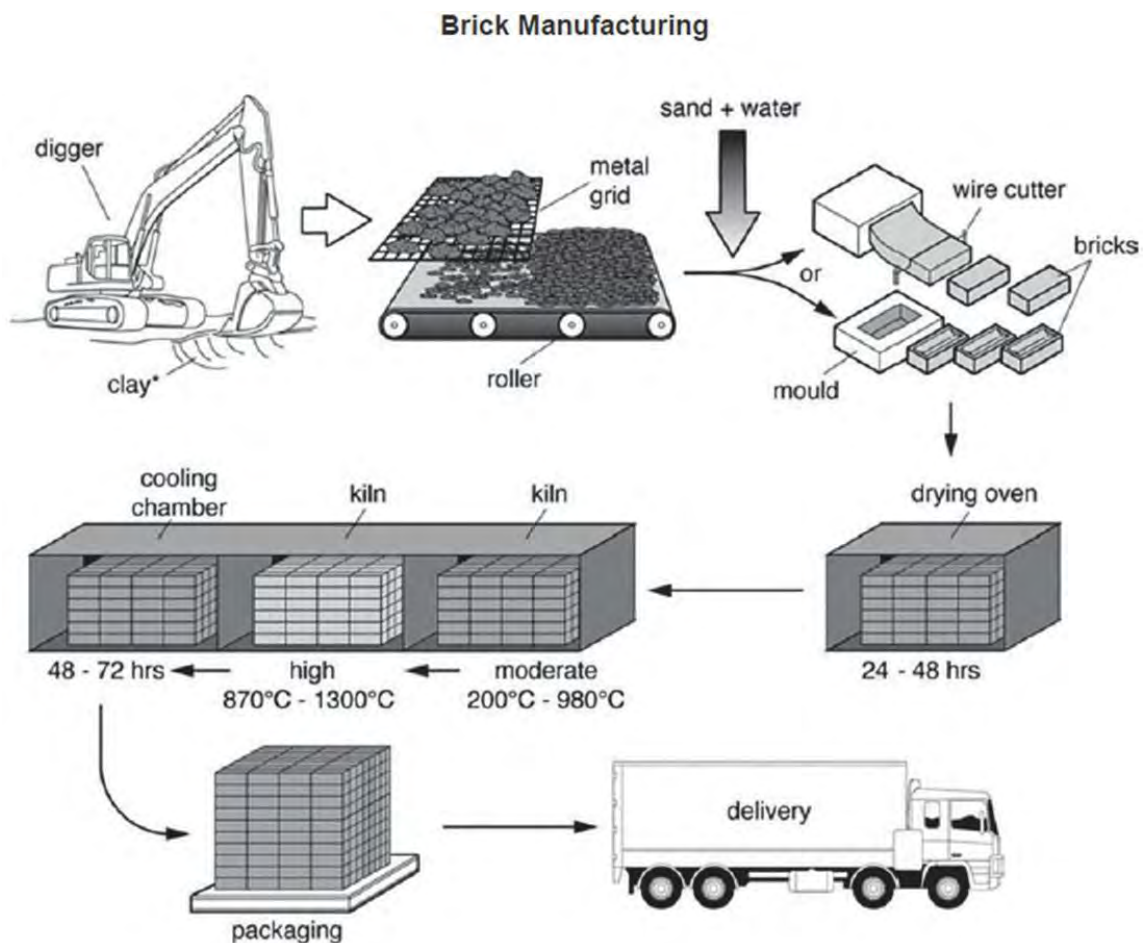 Brick Manufacturing
digger
clay*
metal
grid
roller
sand + water
or
wire cutter
bricks
mould
drying oven
24 - 48 hrs
kiln
moderate
200°C - 980°C
kiln
high
870°C - 1300°C
cooling
chamber
48 - 72 hrs
packaging
delivery